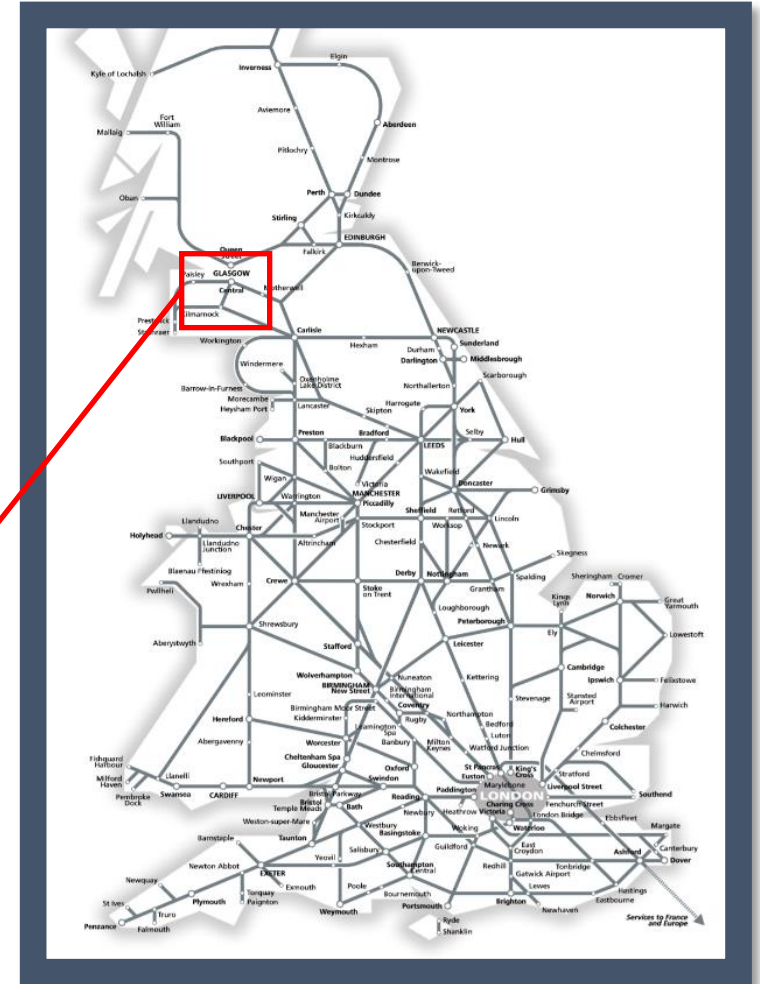 Elgin
Inverness
Kyle of Lochalsh
Aviemore
Fort
William
Aberdeen
Mallaig
Pitlochry
Montrose
Perth
Dundee
Oban
Kirkcaldy
Stirling
EDINBURGH
Queen
Falkirk
Berwick-
upon-Tweed
Paisley
GLASGOW
Central
Motherwell
Kilmarnock
Carlisle
NEWCASTLE
Workington
Hexham
Sunderland
Durham
Darlington
Middlesbrough
Windermere
Scarborough
Oxenholme
Lake District
Barrow-in-Furness
Northallerton
Morecambe
Heysham Port
Lancaster
Harrogate
York
Skipton
Blackpool
Preston
Bradford
Selby
Hull
Blackburn
LEEDS
Huddersfield
Southport
Bolton
Wakefield
Wigan
Victoria
MANCHESTER
Piccadilly
Doncaster
Grimsby
LIVERPOOL
Warrington
Manchester
Airport
Sheffield
Retford
Llandudno
Stockport
Worksop
Lincoln
Holyhead
Chester
Llandudno
Junction
Altrincham
Chesterfield
Newark
Skegness
Blaenau Ffestiniog
Pwllheli
Wrexham
Crewe
Stoke
on Trent
Derby
Nottingham
Grantham
Spalding
Sheringham
Cromer
Kings
Lynn
Norwich
Great
Yarmouth
Loughborough
Peterborough
Shrewsbury
Ely
Lowestoft
Aberystwyth
Stafford
Leicester
Wolverhampton
Cambridge
BIRMINGHAM
New Street
Nuneaton
Kettering
Ipswich
Felixstowe
Leominster
Birmingham
International
Stevenage
Stansted
Airport
Birmingham Moor Street
Coventry
Harwich
Hereford
Kidderminster
Rugby
Northampton
Leamington
Spa
Bedford
Colchester
Abergavenny
Worcester
Banbury
Milton
Keynes
Luton
Watford Junction
Chelmsford
Cheltenham Spa
Gloucester
Oxford
St Pancras
Euston
King's
Cross
Stratford
Fishguard
Harbour
Milford
Haven
Llanelli
Newport
Swindon
Marylebone
Liverpool Street
Paddington
Pembroke
Dock
Swansea
CARDIFF
Bristol Parkway
Reading
LONDON
Southend
Bristol
Temple Meads
Bath
Charing Cross
Fenchurch Street
Newbury
Heathrow
Victoria
London Bridge
Ebbsfleet
Weston-super-Mare
Waterloo
Margate
Barnstaple
Westbury
Basingstoke
Woking
Taunton
East
Croydon
Canterbury
Yeovil
Salisbury
Guildford
Ashford
Dover
Newton Abbot
Southampton
Central
Redhill
Tonbridge
EXETER
Gatwick Airport
Newquay
Exmouth
Poole
Lewes
Hastings
Torquay
Paignton
Bournemouth
Eastbourne
St Ives
Plymouth
Weymouth
Portsmouth
Brighton
Newhaven
Truro
Penzance
Falmouth
Ryde
Shanklin
Services to France
and Europe